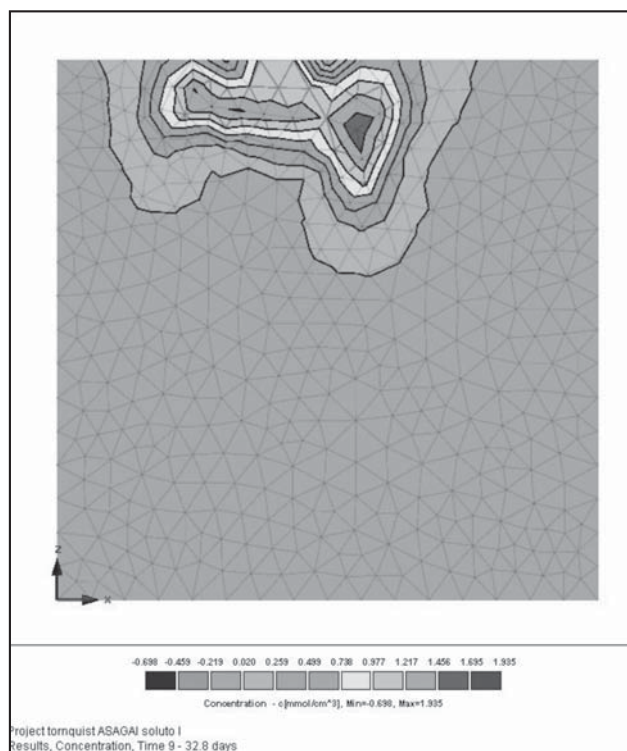 z
x
-0.698 -0.459 -0.219 0.020 0.259 0.499 0.738 0.977 1.217 1.456 1.695 1.935
Concentration - c[mmol/cm^3], Min=-0.698, Max=1.935
Project tornquist ASAGAI soluto I
Results, Concentration, Time 9 - 32.8 days